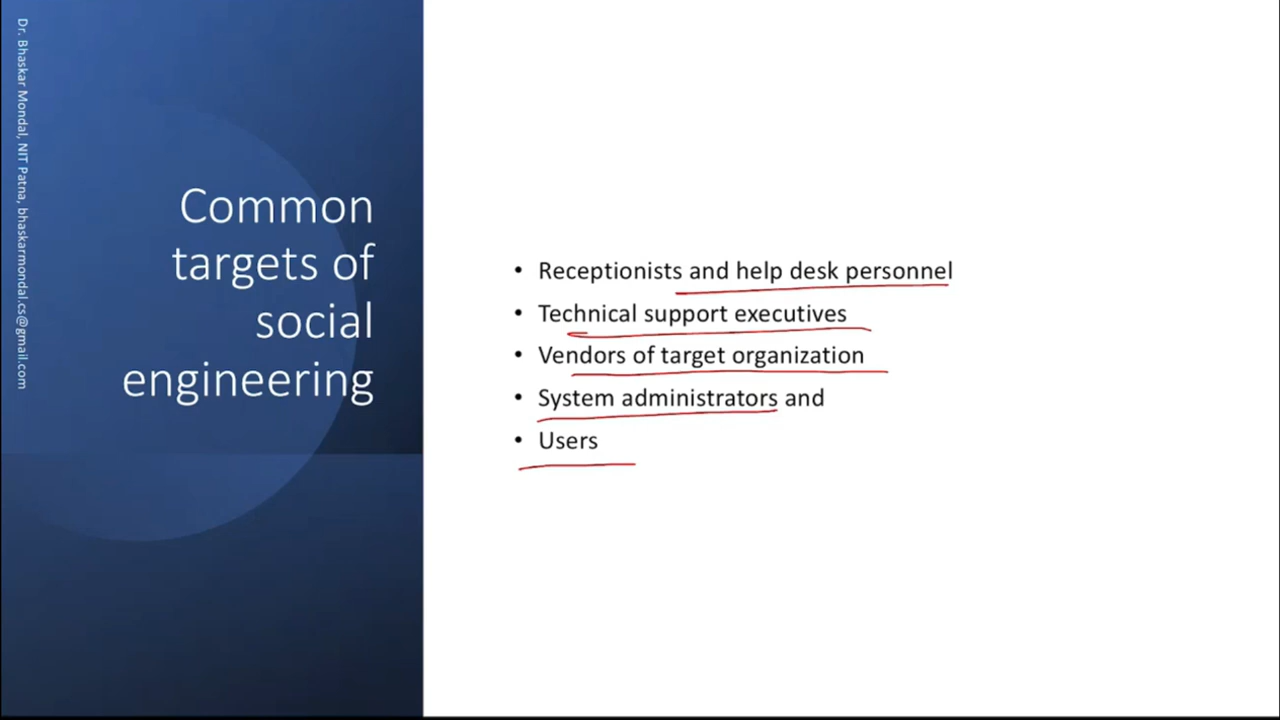 Dr. Bhaskar Mondal, NIT Patna, bhaskarmondal.cs@gmail.com
Common
targets of
social
engineering
• Receptionists and help desk personnel
• Technical support executives
• Vendors of target organization
• System administrators and
• Users